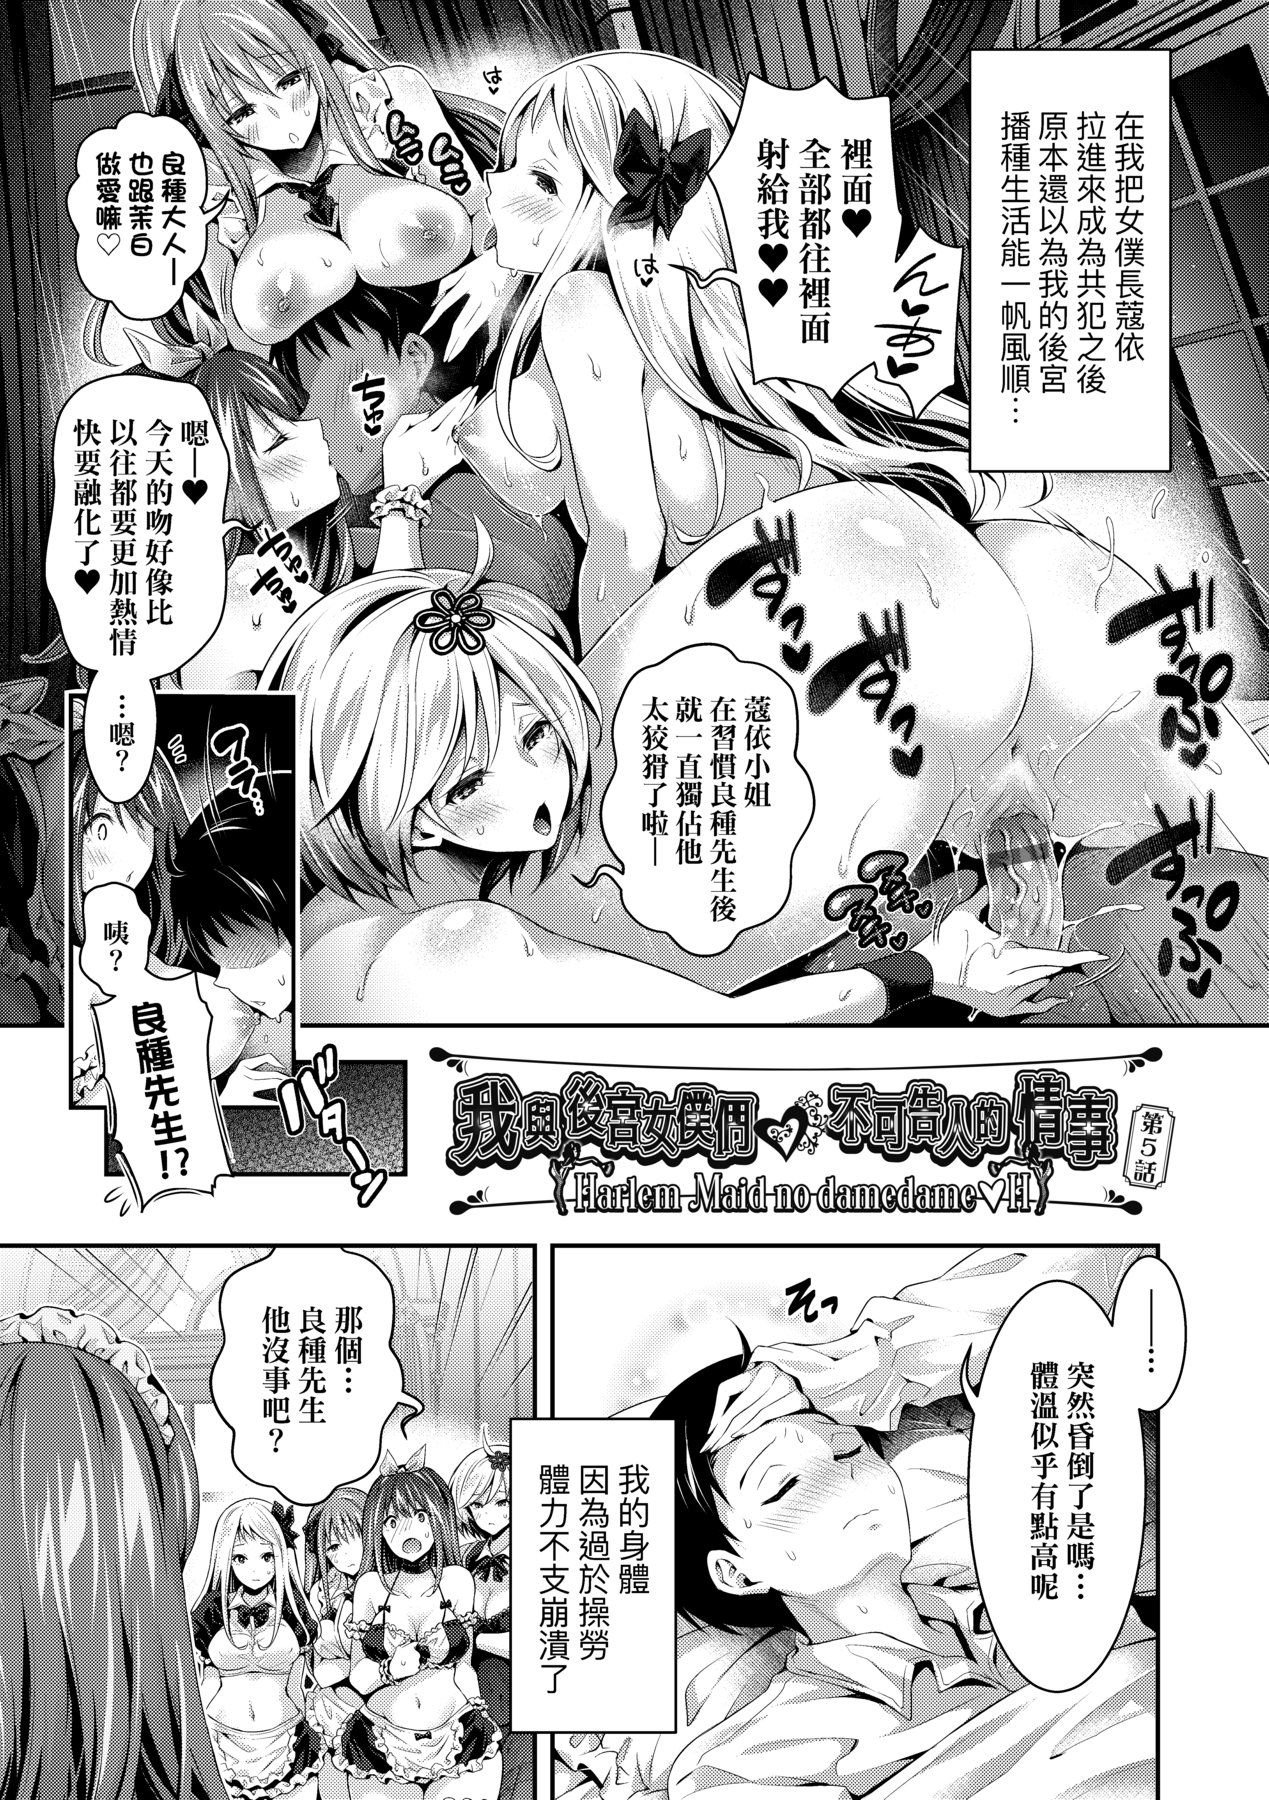 在我把女僕長蔻依
拉進來成為共犯之後
原本還以為我的後宮
播種生活能一帆風順…
裡面♥
全部都往裡面
射給我♥♥
良種大人—
也跟茉白
做愛嘛♡
嗯—♥
今天的吻好像比
以往都要更加熱情
快要融化了♥
蔻依小姐
在習慣良種先生後
就一直獨佔他
太狡猾了啦—
…嗯?
咦?
良種先生!?
フラ…
バタン
我與後宮女僕們♥不可告人的情事
第5話
Harlem Maid no damedame♥H
—…
突然昏倒了是嗎…
體溫似乎有點高呢
そっ
我的身體
因為過於操勞
體力不支崩潰了
那個…
良種先生
他沒事吧?